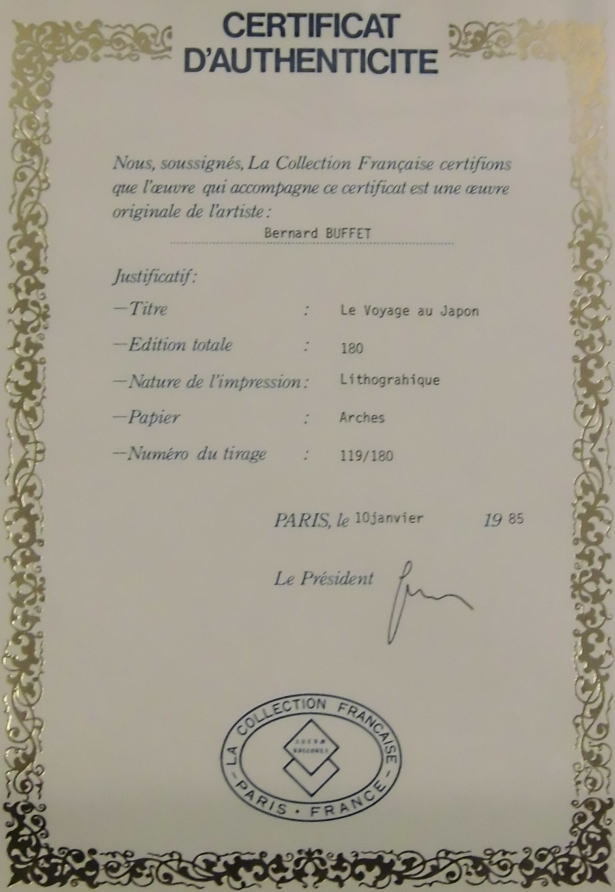 CERTIFICAT
D'AUTHENTICITE
Nous, soussignés, La Collection Française certifions
que l'œuvre qui accompagne ce certificat est une œuvre
originale de l'artiste:
Bernard BUFFET
Justificatif:
—Titre : Le Voyage au Japon
—Edition totale : 180
—Nature de l'impression: Lithograhique
—Papier : Arches
—Numéro du tirage : 119/180
PARIS, le 10janvier 19 85
Le Président
LA COLLECTION FRANÇAISE
- PARIS • FRANCE -